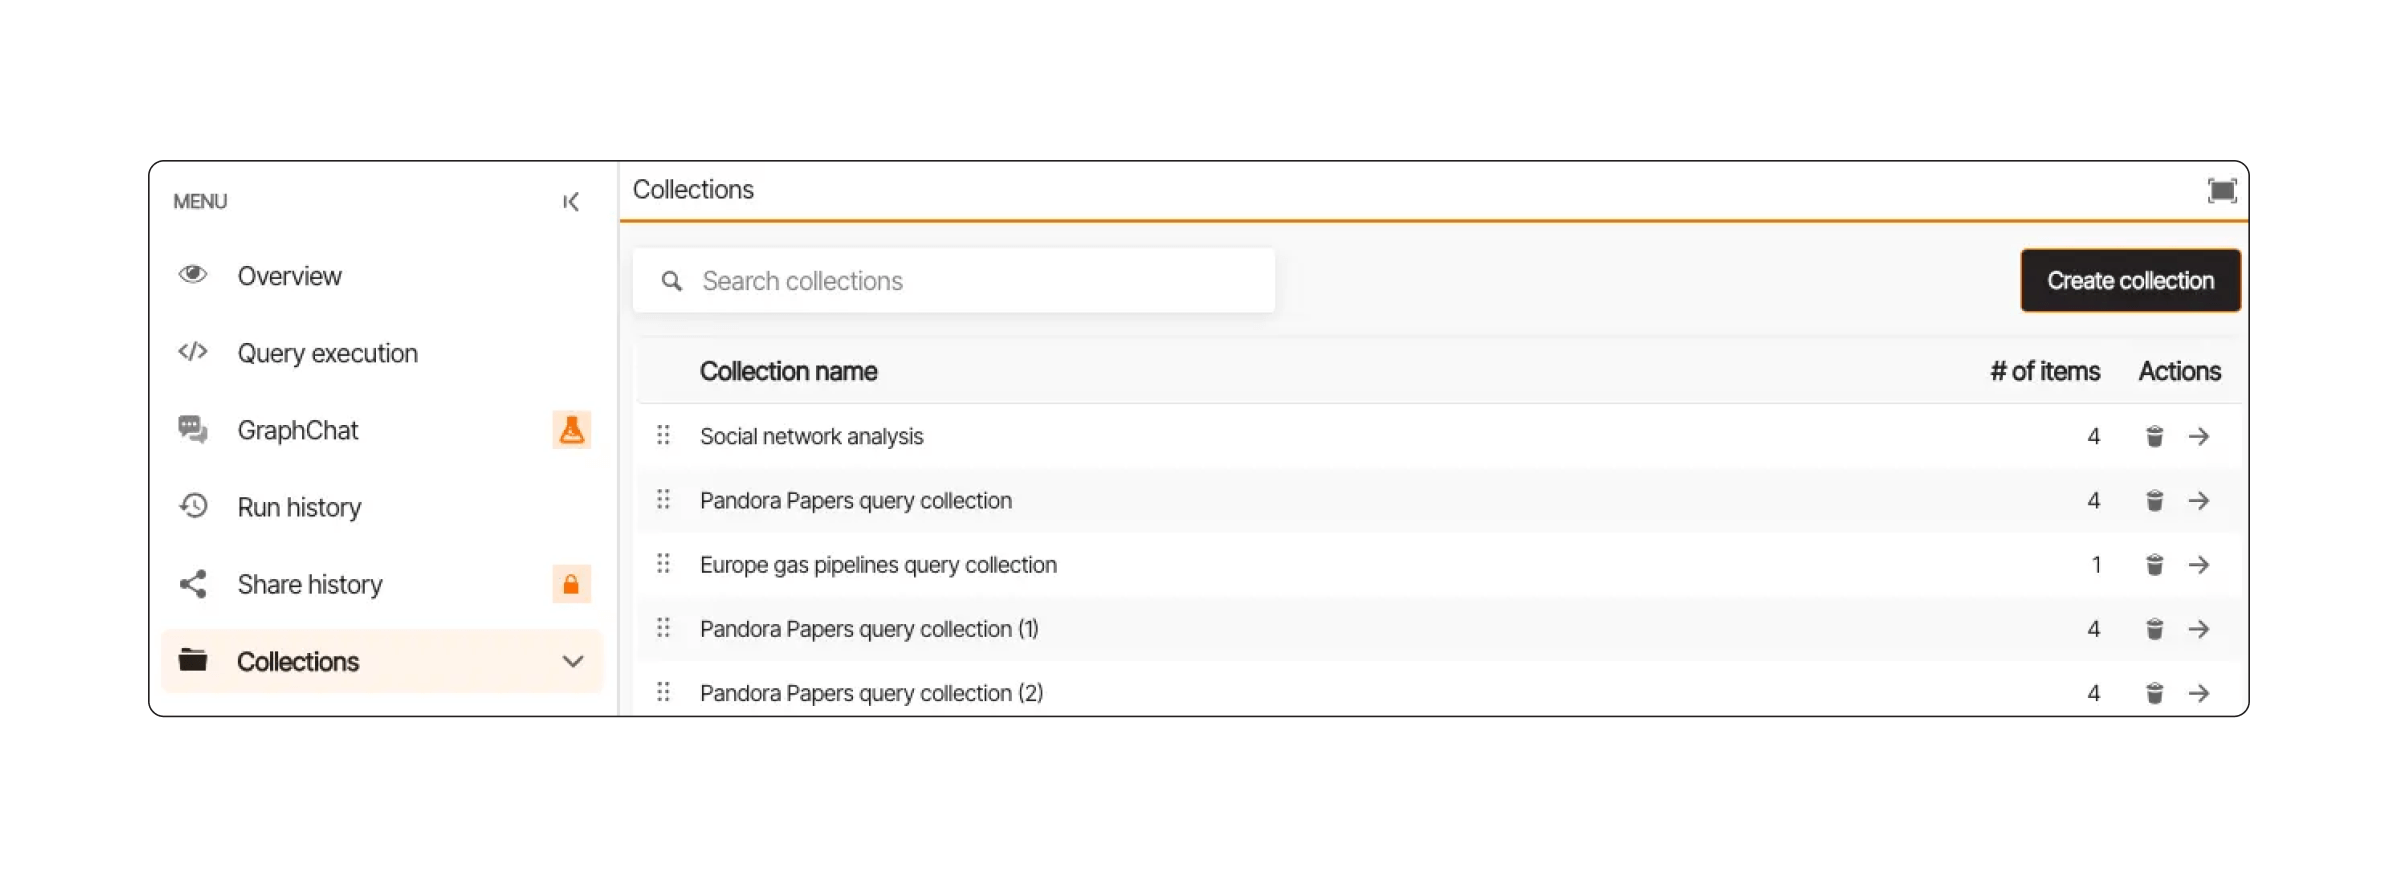 MENU
Overview
Query execution
GraphChat
Run history
Share history
Collections
Collections
Search collections
Create collection
Collection name # of items Actions
Social network analysis 4
Pandora Papers query collection 4
Europe gas pipelines query collection 1
Pandora Papers query collection (1) 4
Pandora Papers query collection (2) 4